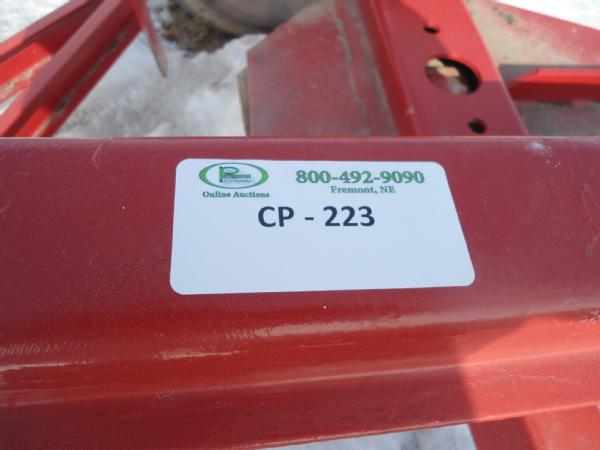 800-492-9090
Online Auctions
Fremont, NE
CP - 223